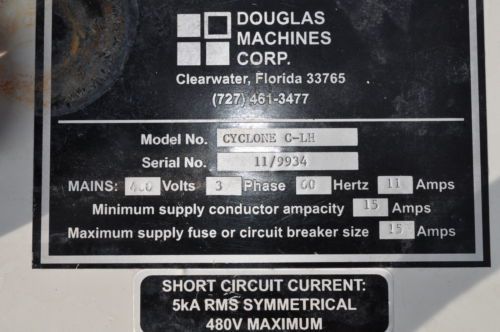 DOUGLAS
MACHINES
CORP.
Clearwater, Florida 33765
(727) 461-3477
Model No. CYCLONE C-LH
Serial No. 11/9934
MAINS: Volts 3 Phase 60 Hertz 11 Amps
Minimum supply conductor ampacity 15 Amps
Maximum supply fuse or circuit breaker size 15 Amps
SHORT CIRCUIT CURRENT:
5kA RMS SYMMETRICAL
480V MAXIMUM